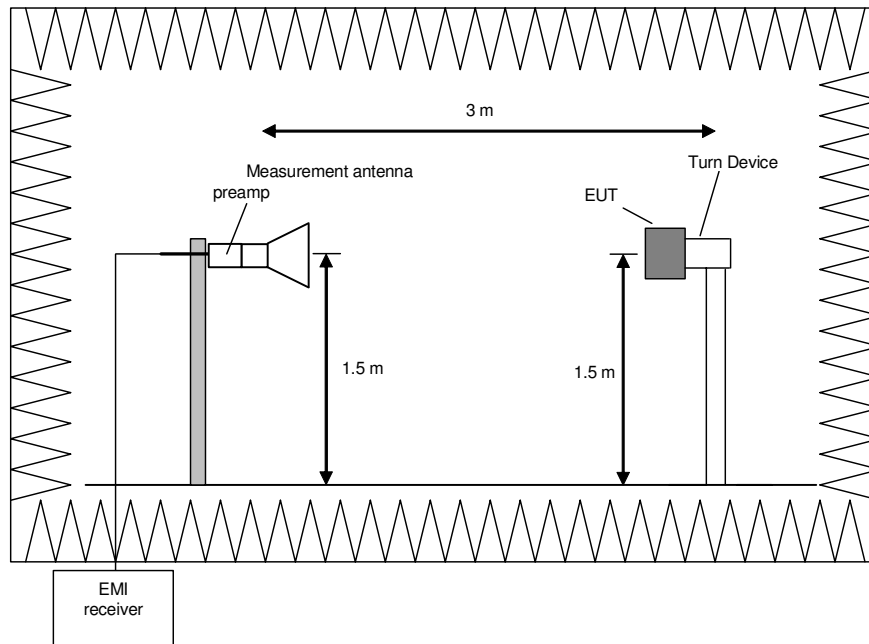 3 m
Measurement antenna
preamp
Turn Device
EUT
1.5 m
1.5 m
EMI
receiver